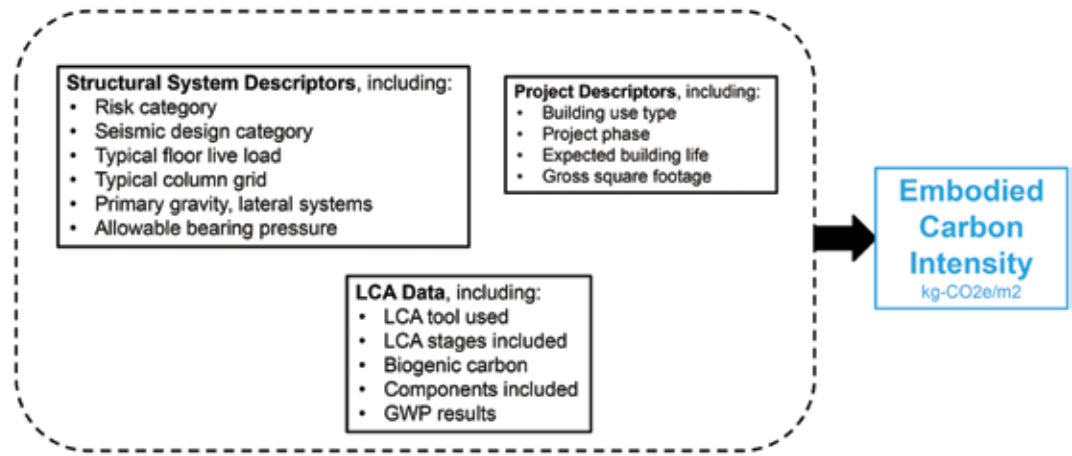 Structural System Descriptors, including:
• Risk category
• Seismic design category
• Typical floor live load
• Typical column grid
• Primary gravity, lateral systems
• Allowable bearing pressure
Project Descriptors, including:
• Building use type
• Project phase
• Expected building life
• Gross square footage
LCA Data, including:
• LCA tool used
• LCA stages included
• Biogenic carbon
• Components included
• GWP results
Embodied
Carbon
Intensity
kg-CO2e/m2